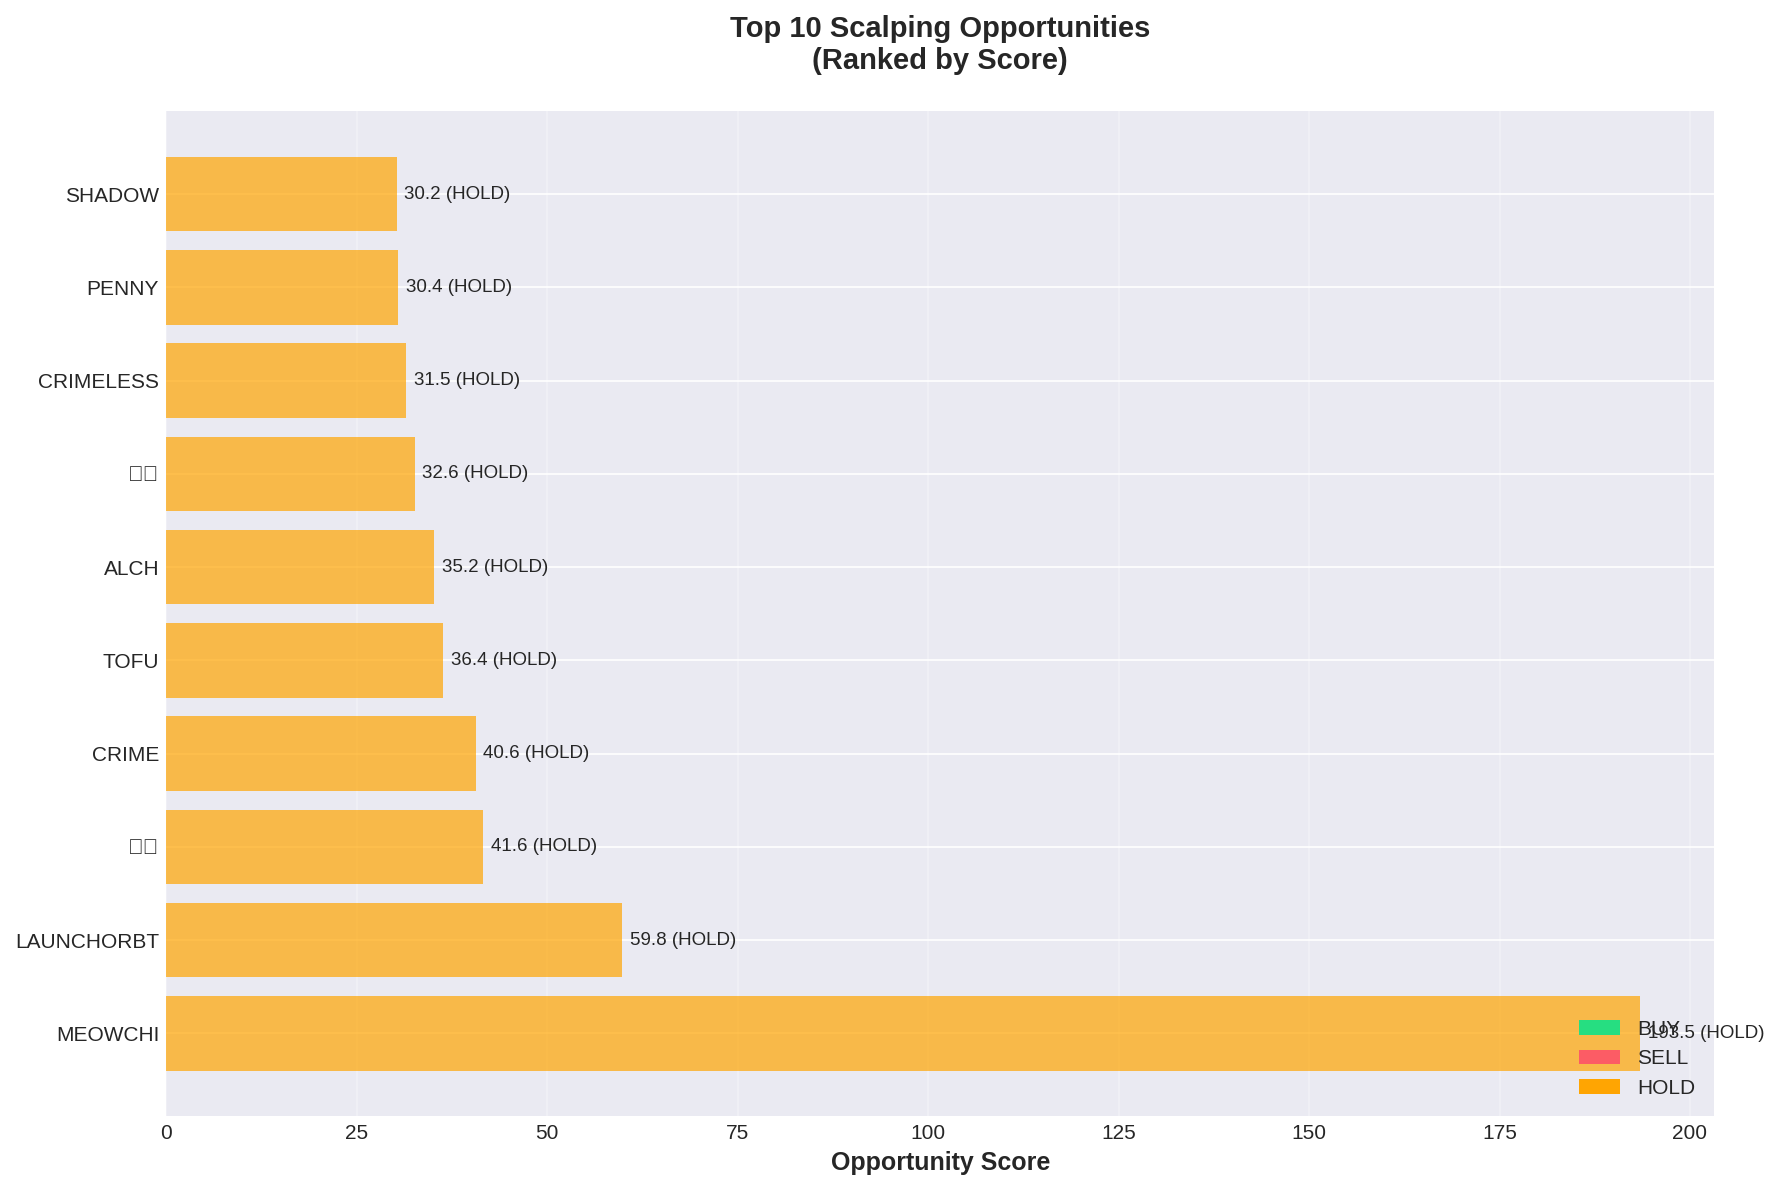 Top 10 Scalping Opportunities
(Ranked by Score)
SHADOW 30.2 (HOLD)
PENNY 30.4 (HOLD)
CRIMELESS 31.5 (HOLD)
32.6 (HOLD)
ALCH 35.2 (HOLD)
TOFU 36.4 (HOLD)
CRIME 40.6 (HOLD)
41.6 (HOLD)
LAUNCHORBT 59.8 (HOLD)
MEOWCHI 193.5 (HOLD)
BUY
SELL
HOLD
0 25 50 75 100 125 150 175 200
Opportunity Score